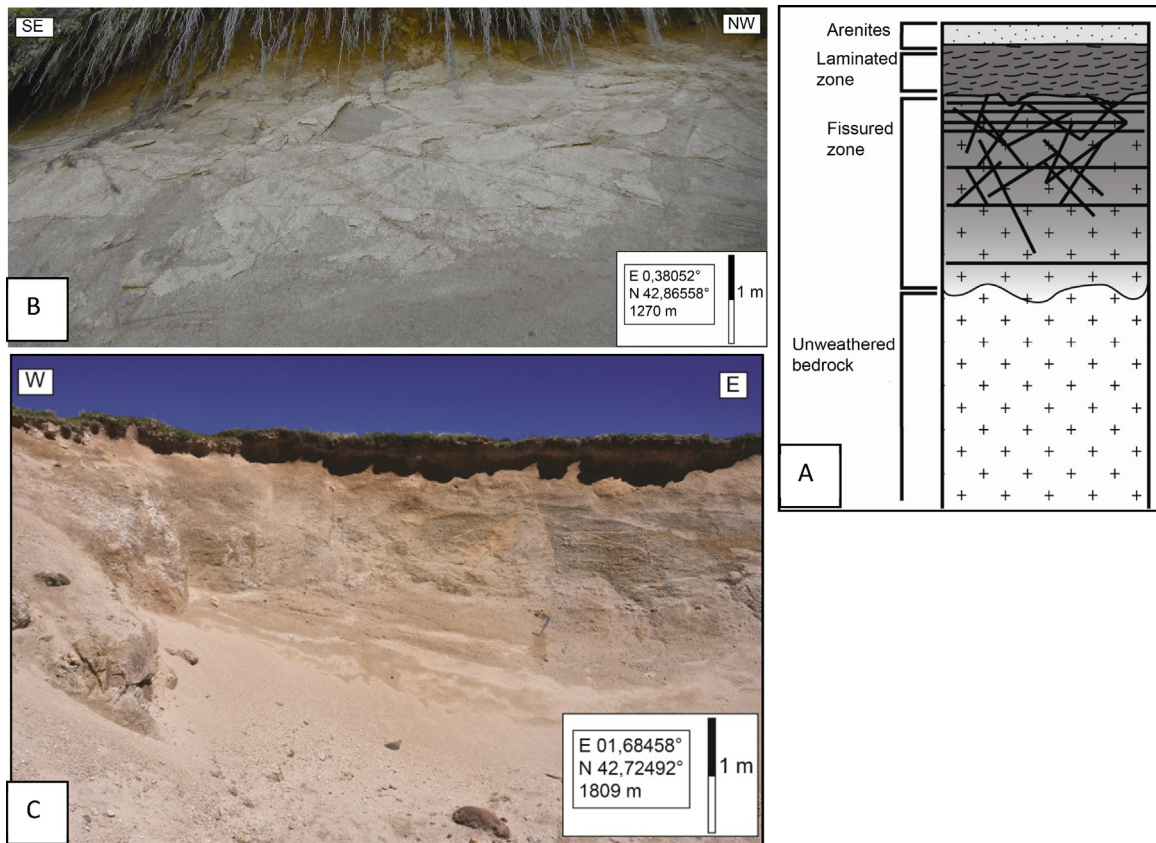 SE
NW
E 0,38052°
N 42,86558°
1270 m
1 m
B
W
E
E 01,68458°
N 42,72492°
1809 m
1 m
C
Arenites
Laminated
zone
Fissured
zone
Unweathered
bedrock
A